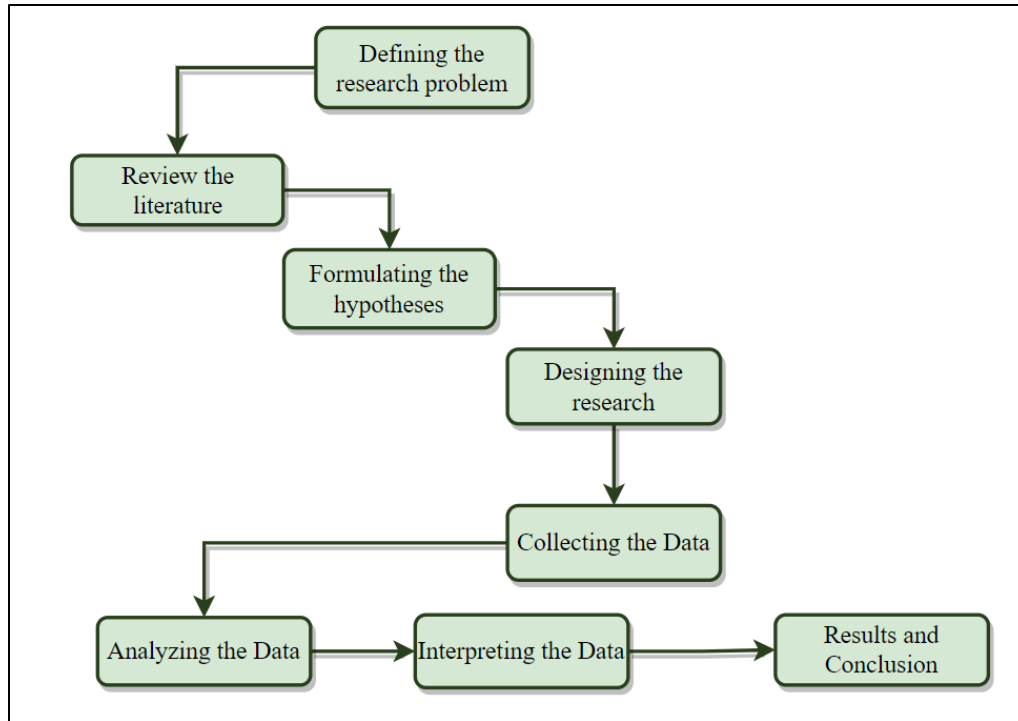 Defining the
research problem
Review the
literature
Formulating the
hypotheses
Designing the
research
Collecting the Data
Analyzing the Data
Interpreting the Data
Results and
Conclusion